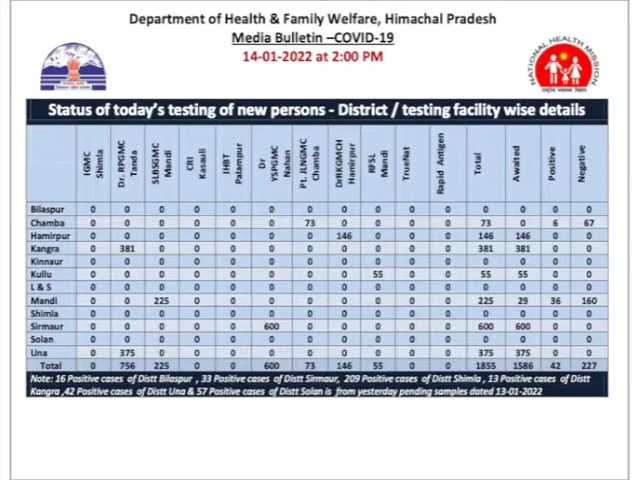 Department of Health & Family Welfare, Himachal Pradesh
Media Bulletin –COVID-19
14-01-2022 at 2:00 PM
NATIONAL HEALTH MISSION
Status of today's testing of new persons - District / testing facility wise details
IGMC Shimla Dr. RPGMC Tanda SLBSGMC Mandi CRI Kasauli IHBT Palampur Dr YSPGMC Nahan Pt. JLNGMC Chamba DrRKGMCH Hamirpur RFSL Mandi TrueNat Rapid Antigen Total Awaited Positive Negative
Bilaspur 0 0 0 0 0 0 0 0 0 0 0 0 0 0 0
Chamba 0 0 0 0 0 0 73 0 0 0 0 73 0 6 67
Hamirpur 0 0 0 0 0 0 0 146 0 0 0 146 146 0 0
Kangra 0 381 0 0 0 0 0 0 0 0 0 381 381 0 0
Kinnaur 0 0 0 0 0 0 0 0 0 0 0 0 0 0 0
Kullu 0 0 0 0 0 0 0 0 55 0 0 55 55 0 0
L & S 0 0 0 0 0 0 0 0 0 0 0 0 0 0 0
Mandi 0 0 225 0 0 0 0 0 0 0 0 225 29 36 160
Shimla 0 0 0 0 0 0 0 0 0 0 0 0 0 0 0
Sirmaur 0 0 0 0 0 600 0 0 0 0 0 600 600 0 0
Solan 0 0 0 0 0 0 0 0 0 0 0 0 0 0 0
Una 0 375 0 0 0 0 0 0 0 0 0 375 375 0 0
Total 0 756 225 0 0 600 73 146 55 0 0 1855 1586 42 227
Note: 16 Positive cases of Distt Bilaspur , 33 Positive cases of Distt Sirmaur, 209 Positive cases of Distt Shimla , 13 Positive cases of Distt
Kangra ,42 Positive cases of Distt Una & 57 Positive cases of Distt Solan is from yesterday pending samples dated 13-01-2022